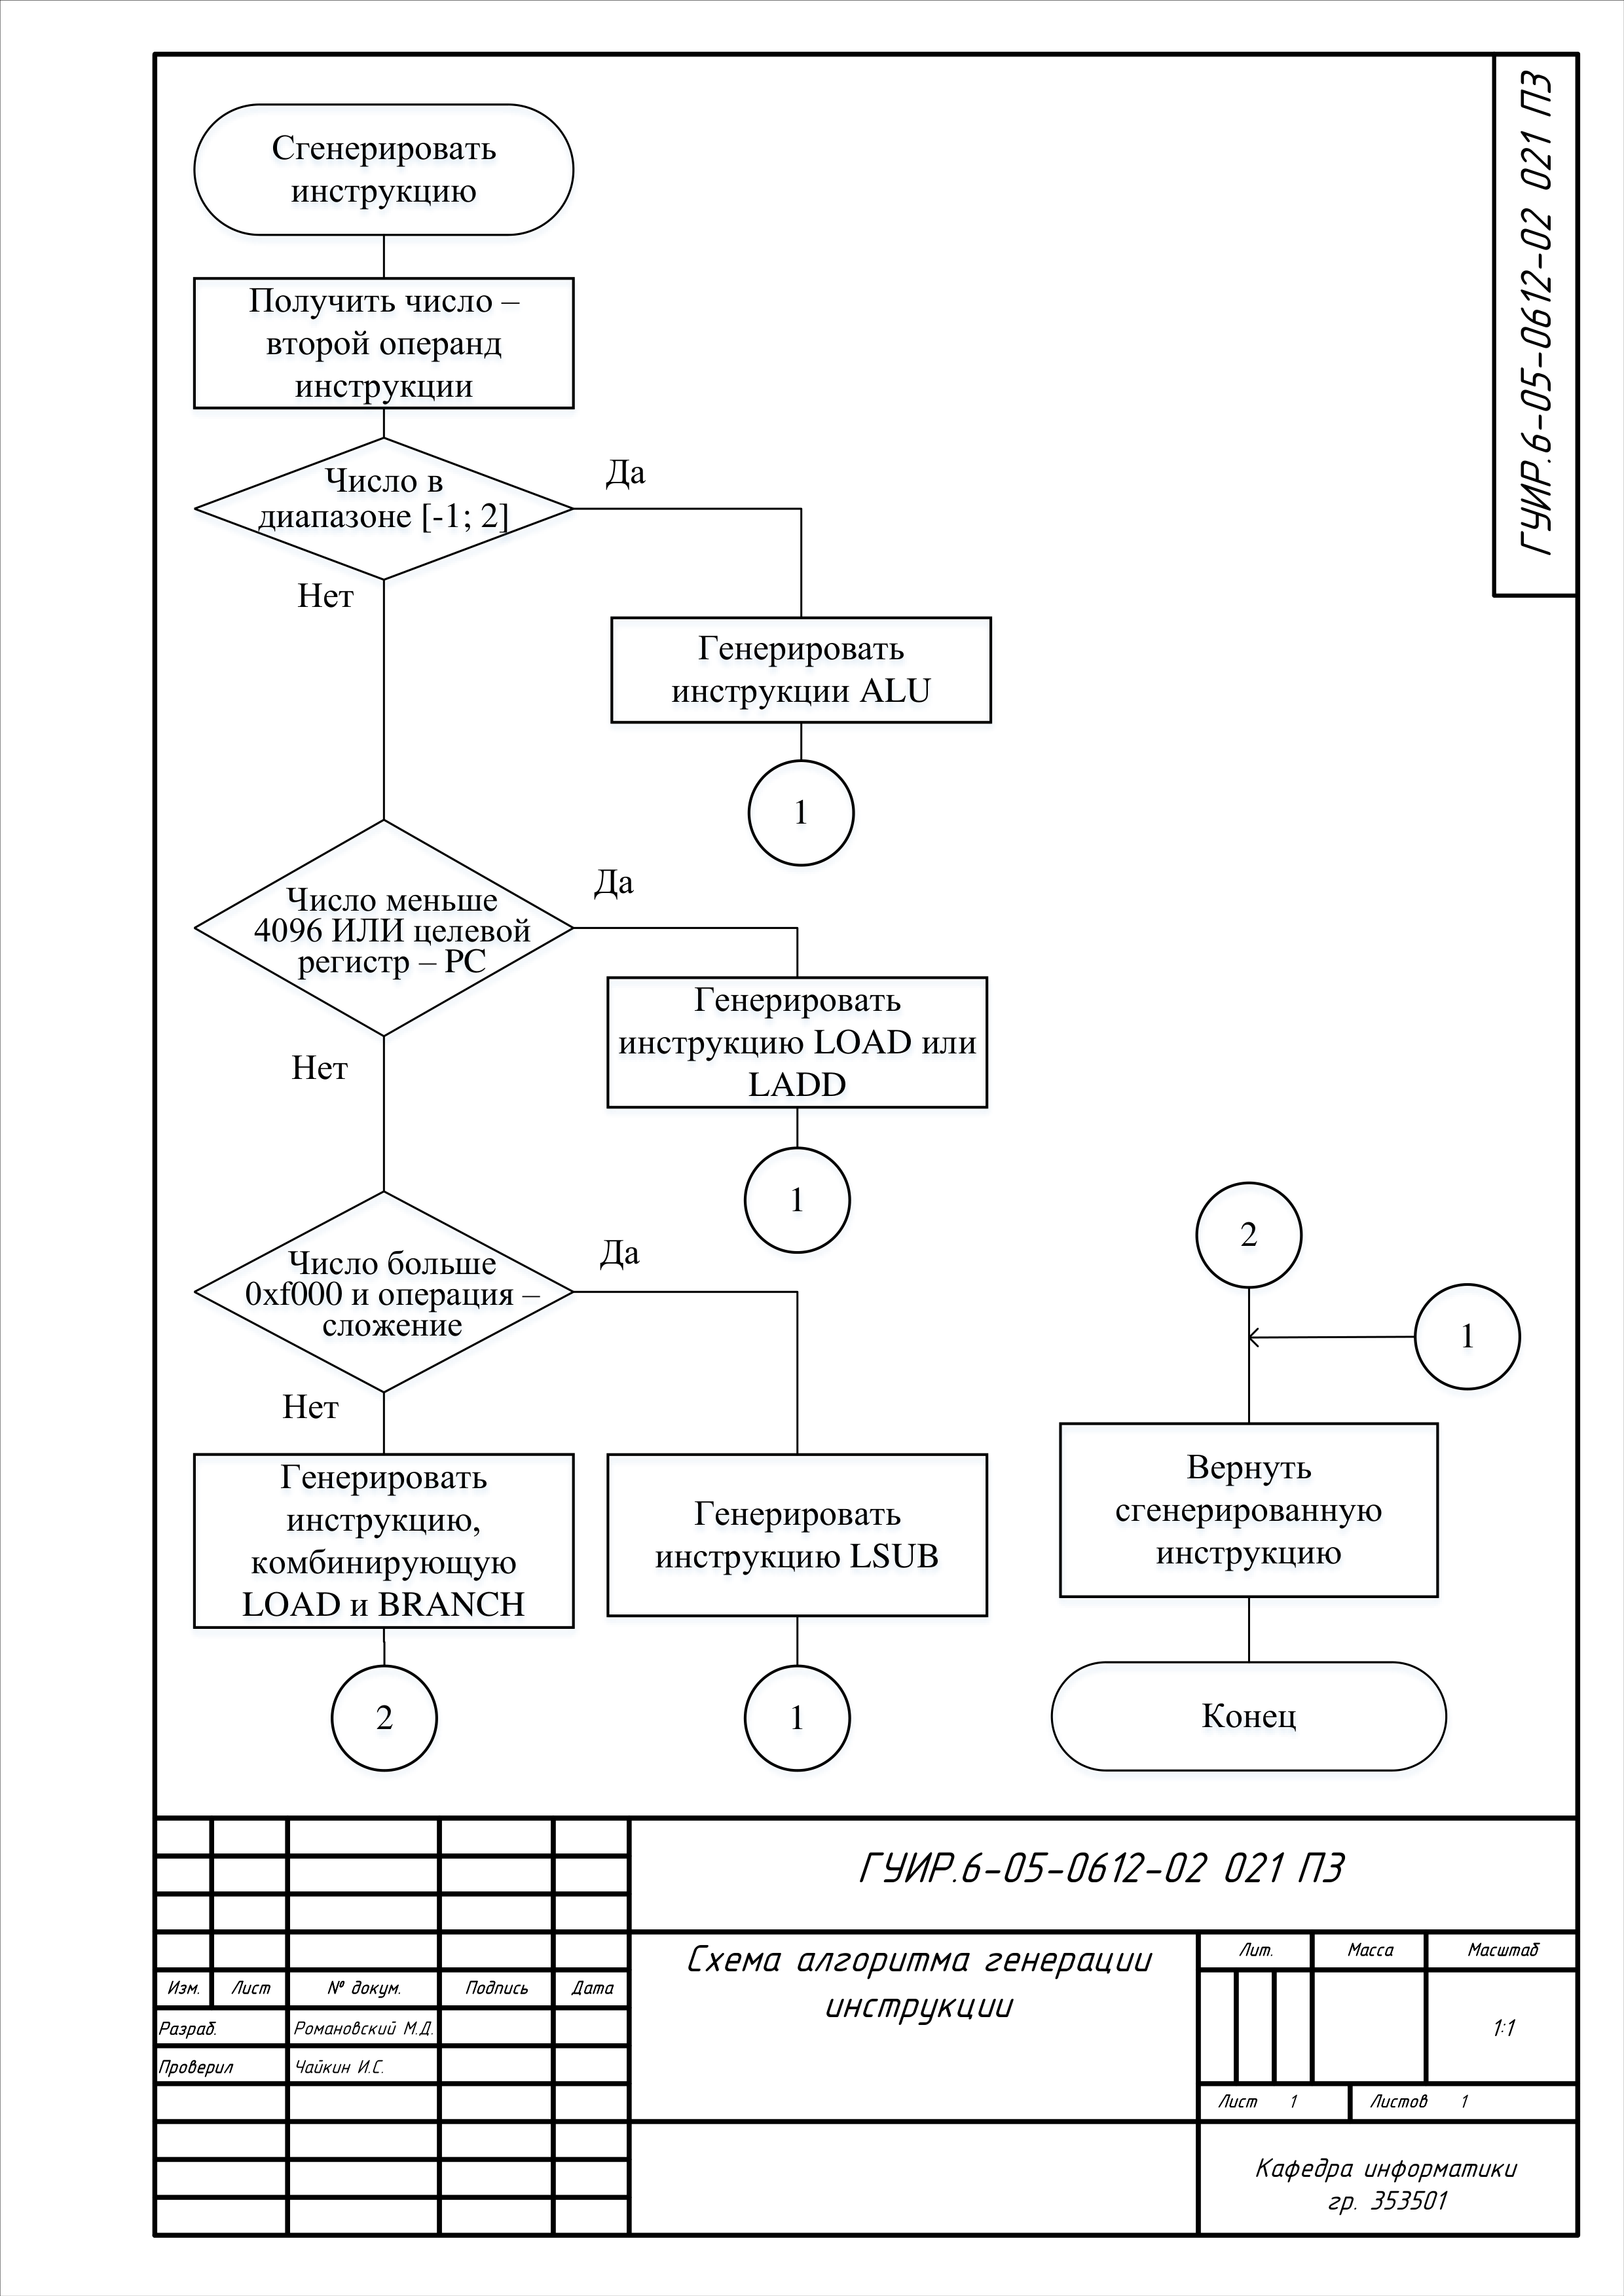 ГУИР.6-05-0612-02 021 ПЗ
Сгенерировать
инструкцию
Получить число –
второй операнд
инструкции
Число в
диапазоне [-1; 2]
Да
Нет
Генерировать
инструкции ALU
1
Число меньше
4096 ИЛИ целевой
регистр – PC
Да
Нет
Генерировать
инструкцию LOAD или
LADD
1
Число больше
0xf000 и операция –
сложение
Да
Нет
Генерировать
инструкцию,
комбинирующую
LOAD и BRANCH
2
Генерировать
инструкцию LSUB
1
2
1
Вернуть
сгенерированную
инструкцию
Конец
ГУИР.6-05-0612-02 021 ПЗ
Схема алгоритма генерации
инструкции
Лит.
Масса
Масштаб
1:1
Изм.
Лист
№ докум.
Подпись
Дата
Разраб.
Романовский М.Д.
Проверил
Чайкин И.С.
Лист 1
Листов 1
Кафедра информатики
гр. 353501